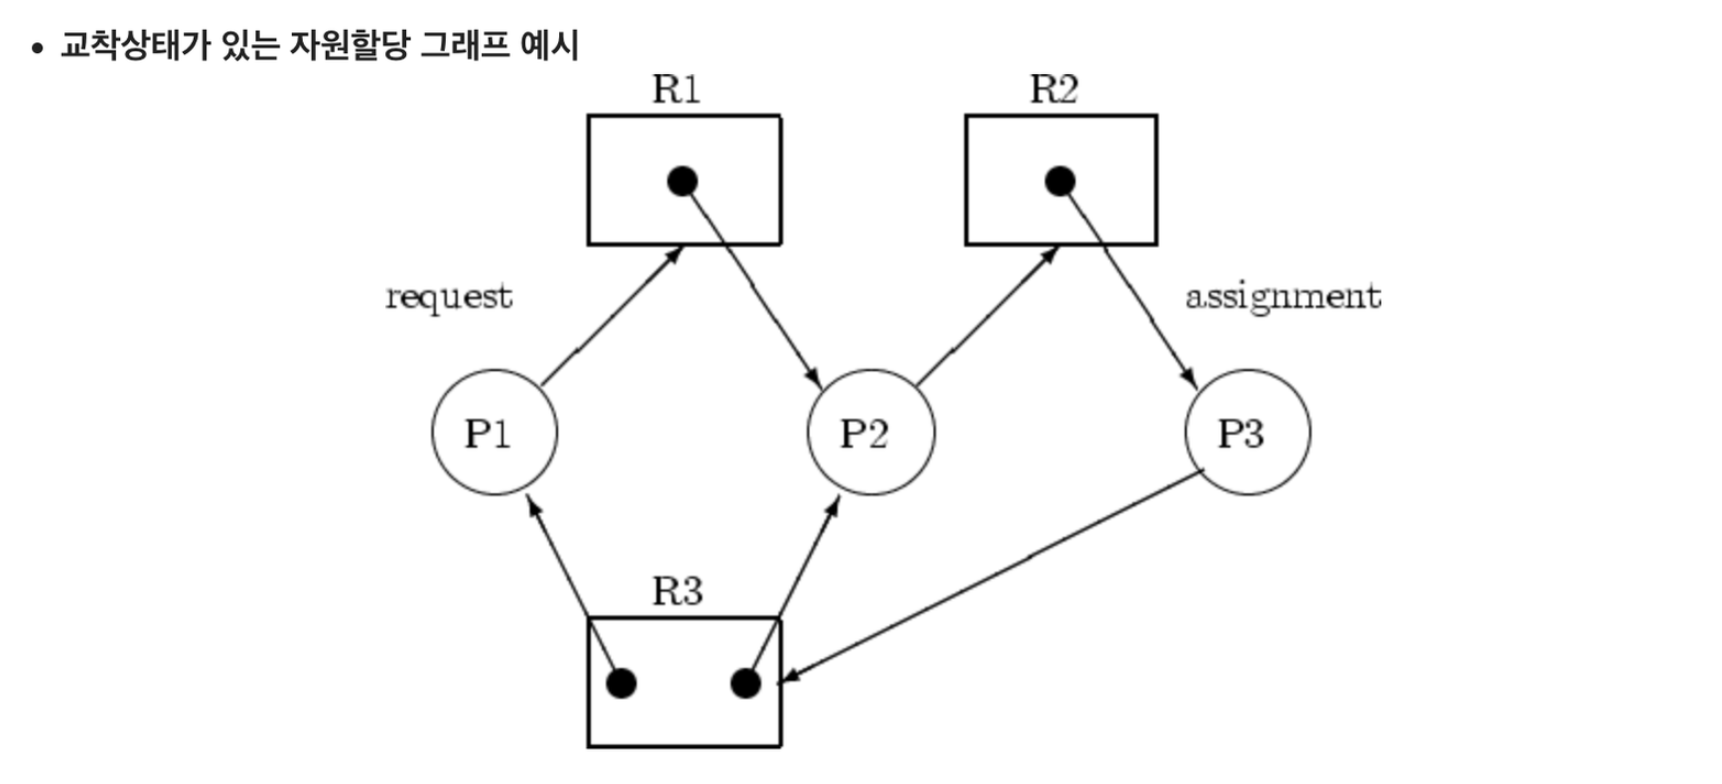 • 교착상태가 있는 자원할당 그래프 예시
R1
R2
request
assignment
P1
P2
P3
R3